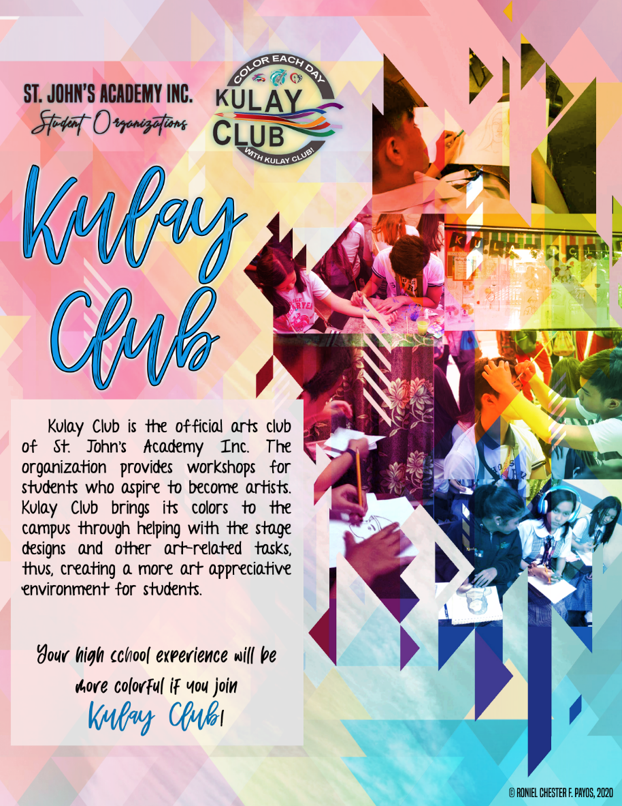 ST. JOHN'S ACADEMY INC.
Student Organizations
COLOR EACH DAY
KULAY
CLUB
WITH KULAY CLUB!
Kulay
Club
Kulay Club is the official arts club
of St. John's Academy Inc. The
organization provides workshops for
students who aspire to become artists.
Kulay Club brings its colors to the
campus through helping with the stage
designs and other art-related tasks,
thus, creating a more art appreciative
environment for students.
Your high school experience will be
more colorful if you join
Kulay Club!
© RONIEL CHESTER F. PAYOS, 2020